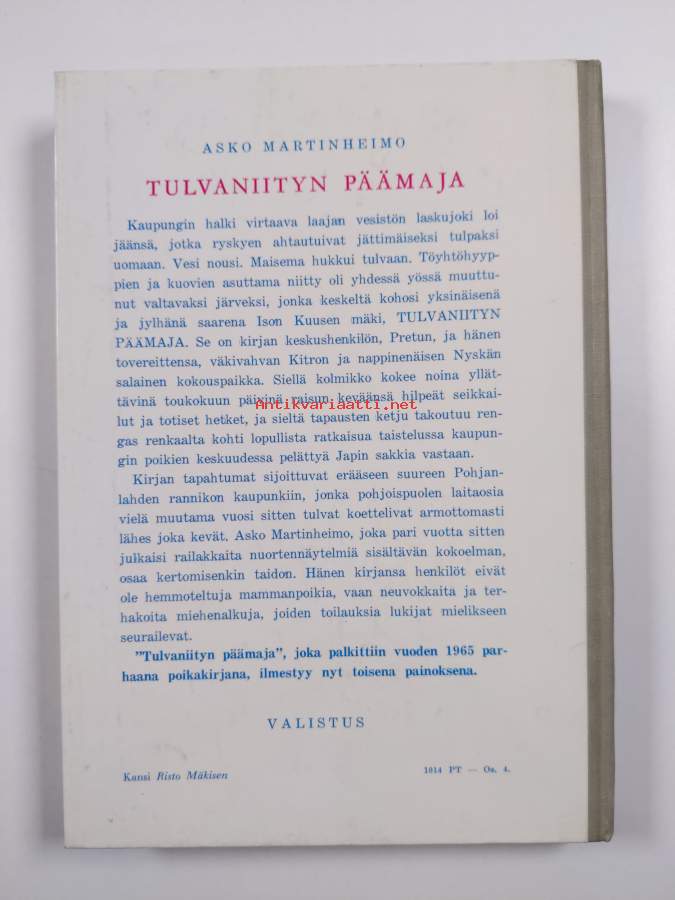 ASKO MARTINHEIMO
TULVANIITYN PÄÄMAJA
Kaupungin halki virtaava laajan vesistön laskujoki loi
jäänsä, jotka ryskyen ahtautuivat jättimäiseksi tulpaksi
uomaan. Vesi nousi. Maisema hukkui tulvaan. Töyhtöhyyp-
pien ja kuovien asuttama niitty oli yhdessä yössä muuttu-
nut valtavaksi järveksi, jonka keskeltä kohosi yksinäisenä
ja jylhänä saarena Ison Kuusen mäki, TULVANIITYN
PÄÄMAJA. Se on kirjan keskushenkilön, Pretun, ja hänen
tovereittensa, väkivahvan Kitron ja nappinenäisen Nyskän
salainen kokouspaikka. Siellä kolmikko kokee noina yllät-
tävinä toukokuun päivinä raisun keväänsä hilpeät seikkai-
Antikvariaatti.net
lut ja totiset hetket, ja sieltä tapausten ketju takoutuu ren-
gas renkaalta kohti lopullista ratkaisua taistelussa kaupun-
gin poikien keskuudessa pelättyä Japin sakkia vastaan.
Kirjan tapahtumat sijoittuvat erääseen suureen Pohjan-
lahden rannikon kaupunkiin, jonka pohjoispuolen laitaosia
vielä muutama vuosi sitten tulvat koettelivat armottomasti
lähes joka kevät. Asko Martinheimo, joka pari vuotta sitten
julkaisi railakkaita nuortennäytelmiä sisältävän kokoelman,
osaa kertomisenkin taidon. Hänen kirjansa henkilöt eivät
ole hemmoteltuja mammanpoikia, vaan neuvokkaita ja ter-
hakoita miehenalkuja, joiden toilauksia lukijat mielikseen
seurailevat.
"Tulvaniityn päämaja", joka palkittiin vuoden 1965 par-
haana poikakirjana, ilmestyy nyt toisena painoksena.
VALISTUS
Kansi Risto Mäkisen
1014 PT — Os. 4.